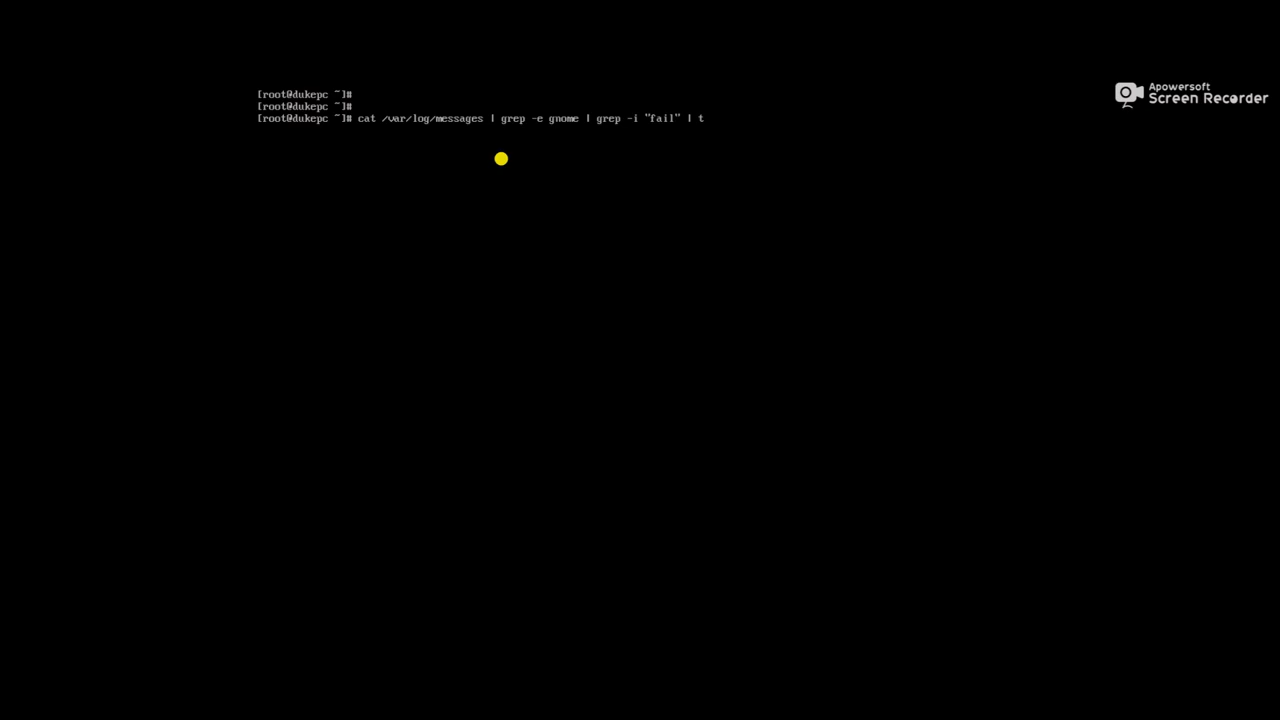 [root@dukepc ~]#
[root@dukepc ~]#
[root@dukepc ~]# cat /var/log/messages | grep -e gnome | grep -i "fail" | t
Apowersoft
Screen Recorder